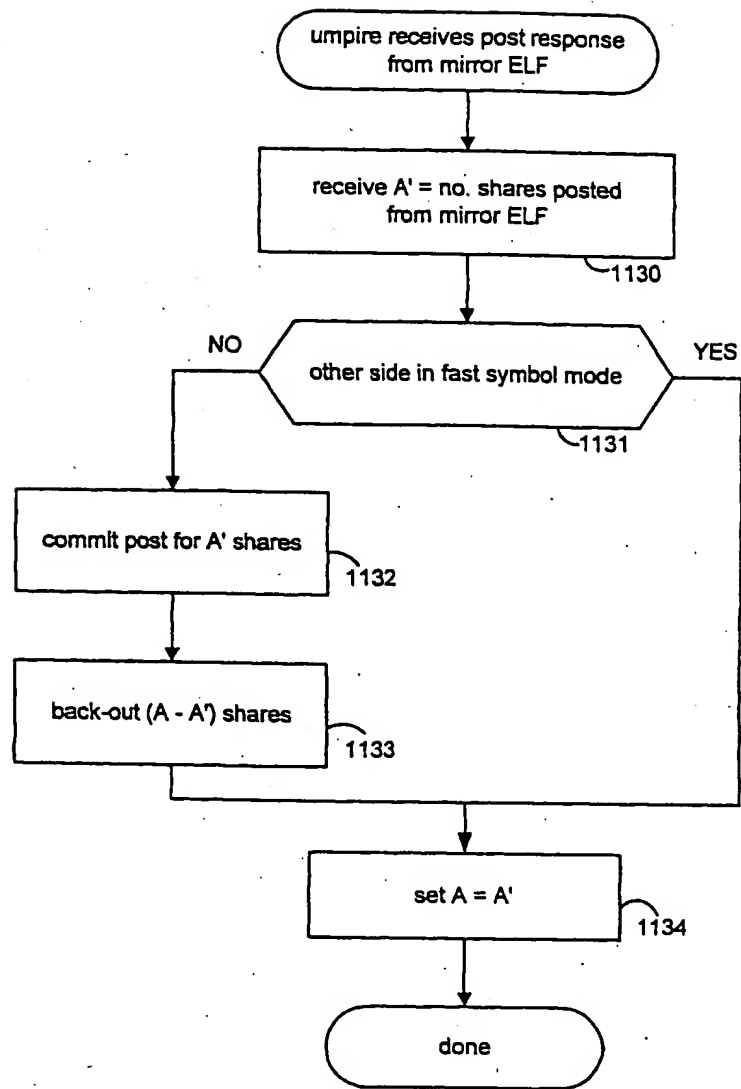 umpire receives post response
from mirror ELF
receive A' = no. shares posted
from mirror ELF
1130
NO
YES
other side in fast symbol mode
1131
commit post for A' shares
1132
back-out (A - A') shares
1133
set A = A'
1134
done